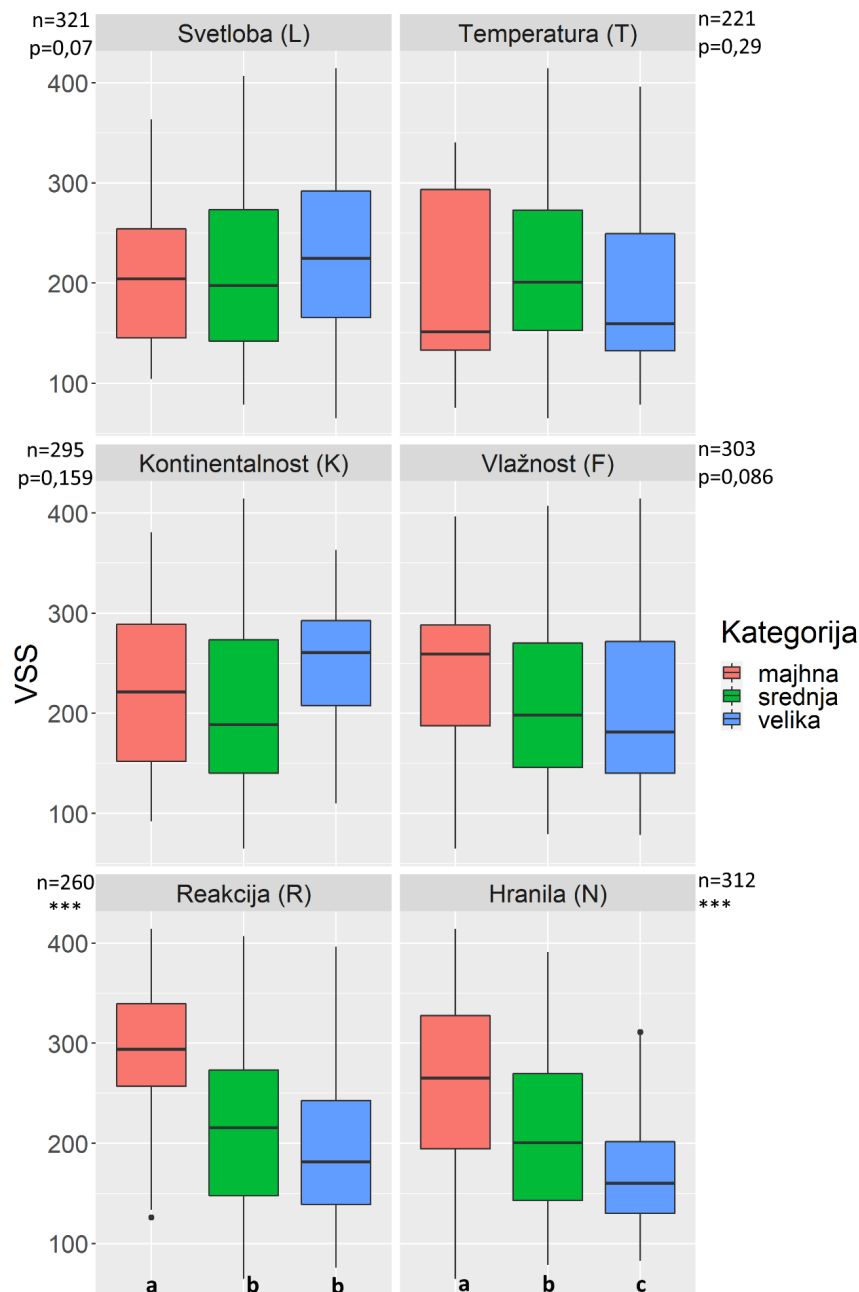 n=321
p=0,07
Svetloba (L)
Temperatura (T)
n=221
p=0,29
400
300
200
100
n=295
p=0,159
Kontinentalnost (K)
Vlažnost (F)
n=303
p=0,086
400
300
200
100
VSS
Kategorija
majhna
srednja
velika
n=260
***
Reakcija (R)
Hranila (N)
n=312
***
400
300
200
100
a b b a b c